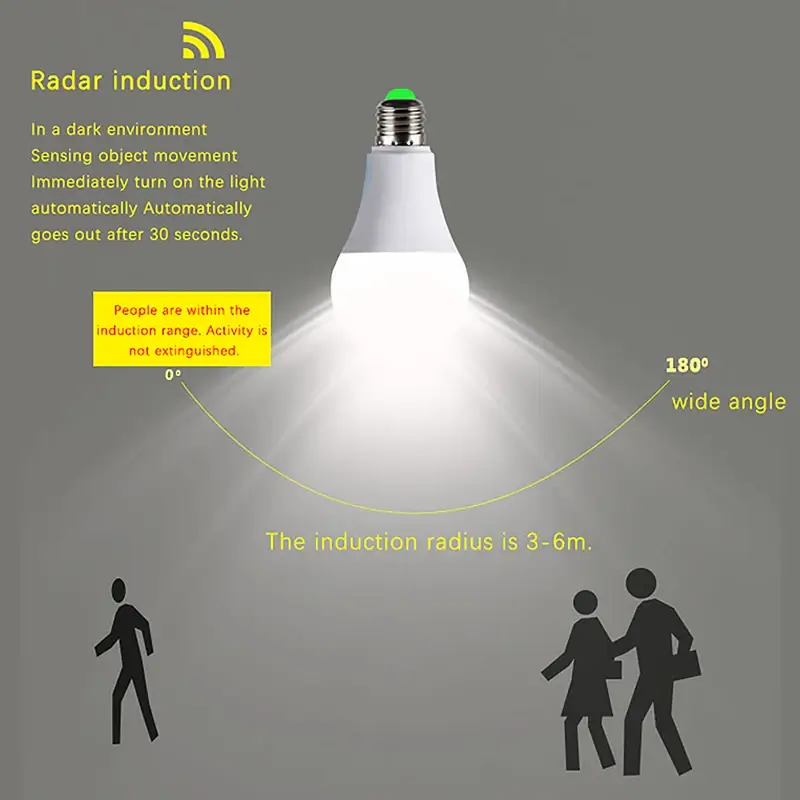 Radar induction
In a dark environment
Sensing object movement
Immediately turn on the light
automatically Automatically
goes out after 30 seconds.
People are within the
induction range. Activity is
not extinguished.
0°
180°
wide angle
The induction radius is 3-6m.